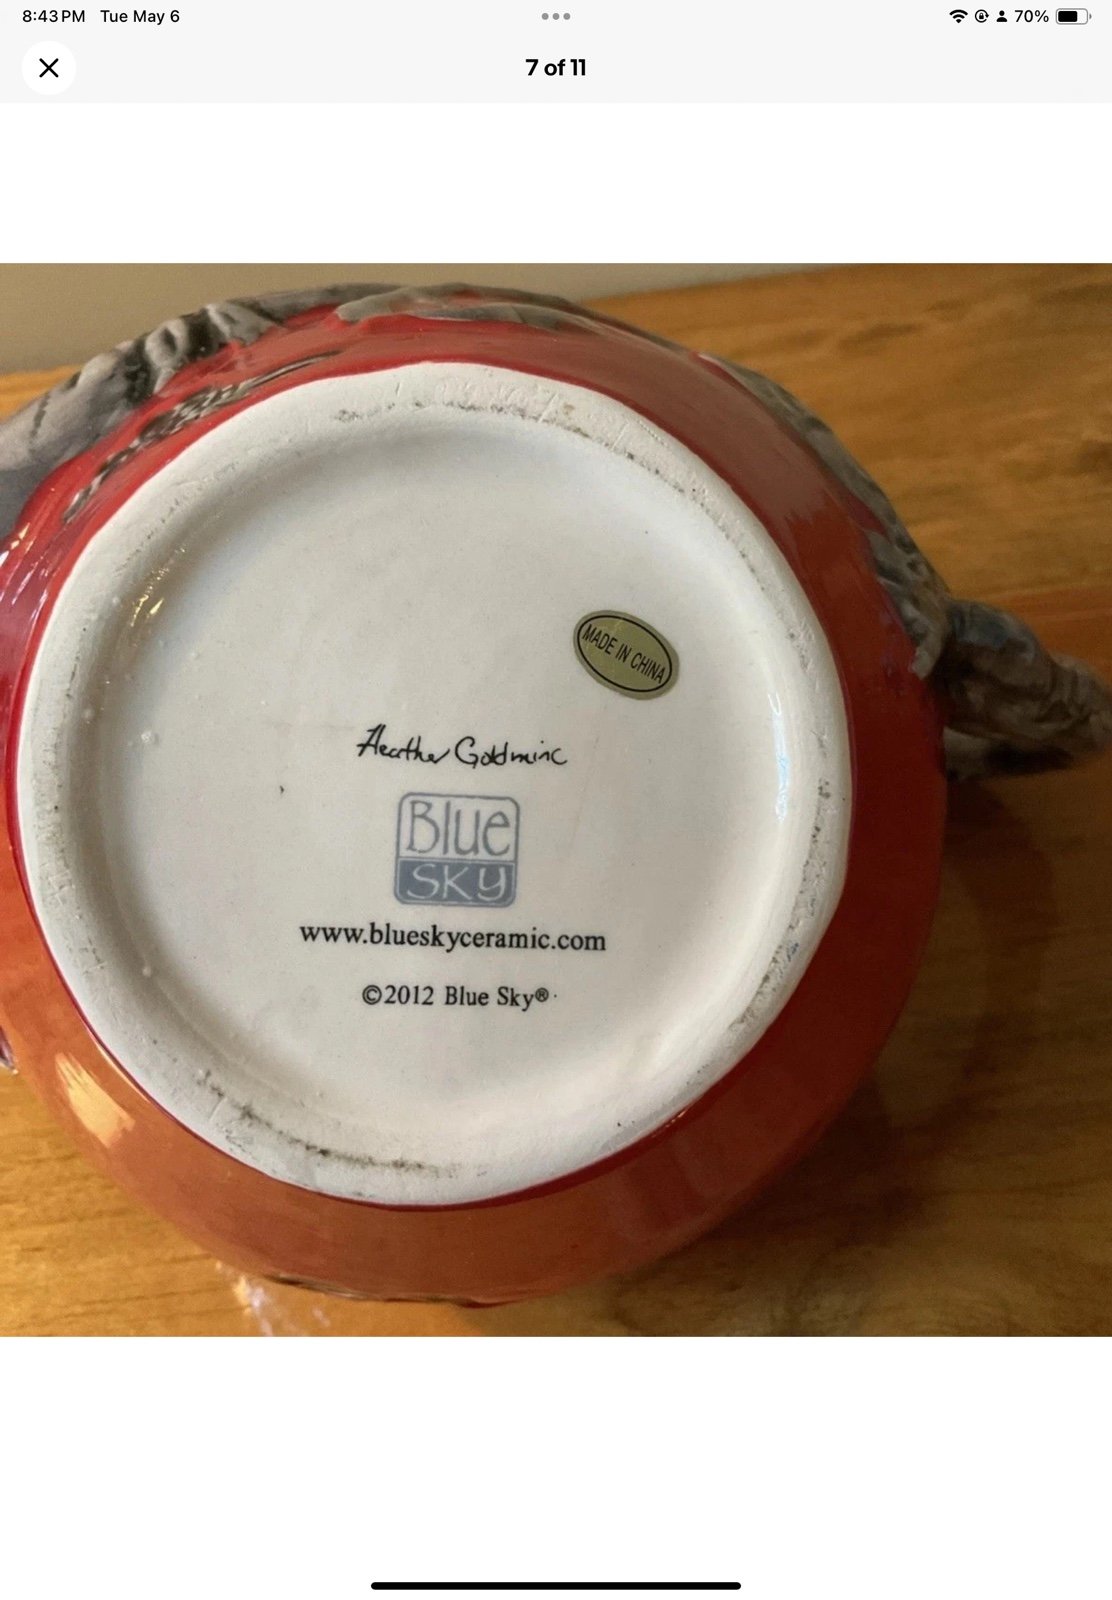 8:43 PM Tue May 6
70%
7 of 11
MADE IN CHINA
Heather Goldminc
Blue
SKY
www.blueskyceramic.com
©2012 Blue Sky®